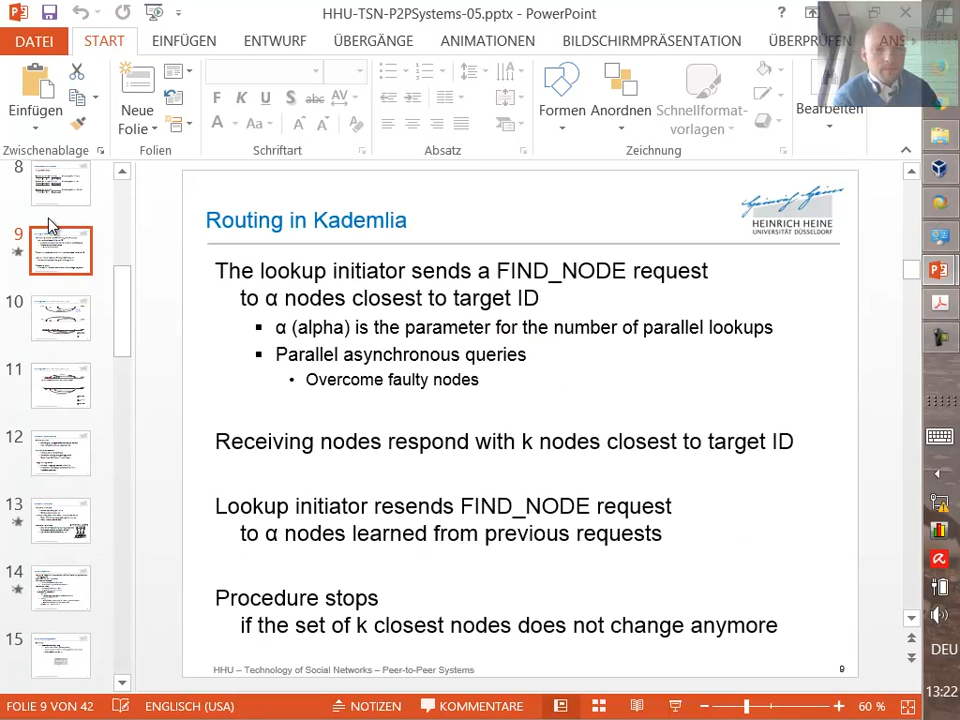 HHU-TSN-P2PSystems-05.pptx - PowerPoint
DATEI START EINFÜGEN ENTWURF ÜBERGÄNGE ANIMATIONEN BILDSCHIRMPRÄSENTATION ÜBERPRÜFEN
Einfügen
Neue
Folie
F K U S abc AV
A Aa A A
Formen Anordnen Schnellformat-
vorlagen
Bearbeiten
Zwischenablage Folien Schriftart Absatz Zeichnung
8
9
10
11
12
13
14
15
Routing in Kademlia
HEINRICH HEINE
UNIVERSITÄT DÜSSELDORF
The lookup initiator sends a FIND_NODE request
to α nodes closest to target ID
▪ α (alpha) is the parameter for the number of parallel lookups
▪ Parallel asynchronous queries
• Overcome faulty nodes
Receiving nodes respond with k nodes closest to target ID
Lookup initiator resends FIND_NODE request
to α nodes learned from previous requests
Procedure stops
if the set of k closest nodes does not change anymore
HHU – Technology of Social Networks – Peer-to-Peer Systems 9
DEU
13:22
FOLIE 9 VON 42 ENGLISCH (USA) NOTIZEN KOMMENTARE 60 %